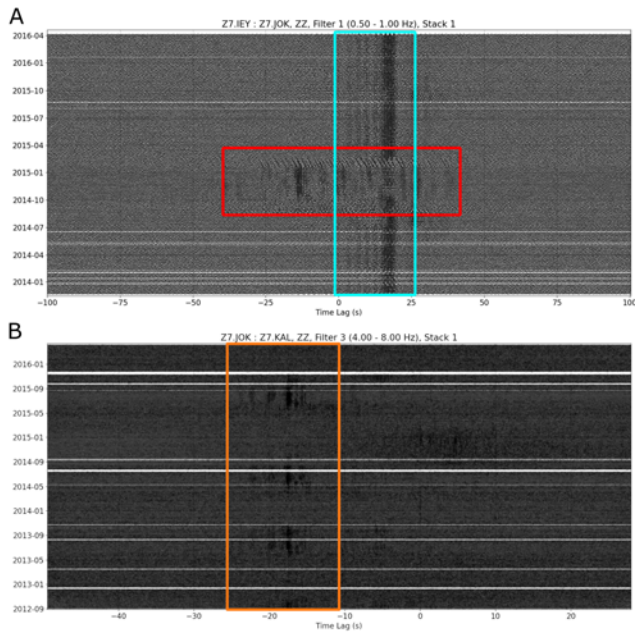 A
Z7.IEY : Z7.JOK, ZZ, Filter 1 (0.50 - 1.00 Hz), Stack 1
2016-04
2016-01
2015-10
2015-07
2015-04
2015-01
2014-10
2014-07
2014-04
2014-01
−100 −75 −50 −25 0 25 50 75 100
Time Lag (s)
B
Z7.JOK : Z7.KAL, ZZ, Filter 3 (4.00 - 8.00 Hz), Stack 1
2016-01
2015-09
2015-05
2015-01
2014-09
2014-05
2014-01
2013-09
2013-05
2013-01
2012-09
−40 −30 −20 −10 0 10 20
Time Lag (s)